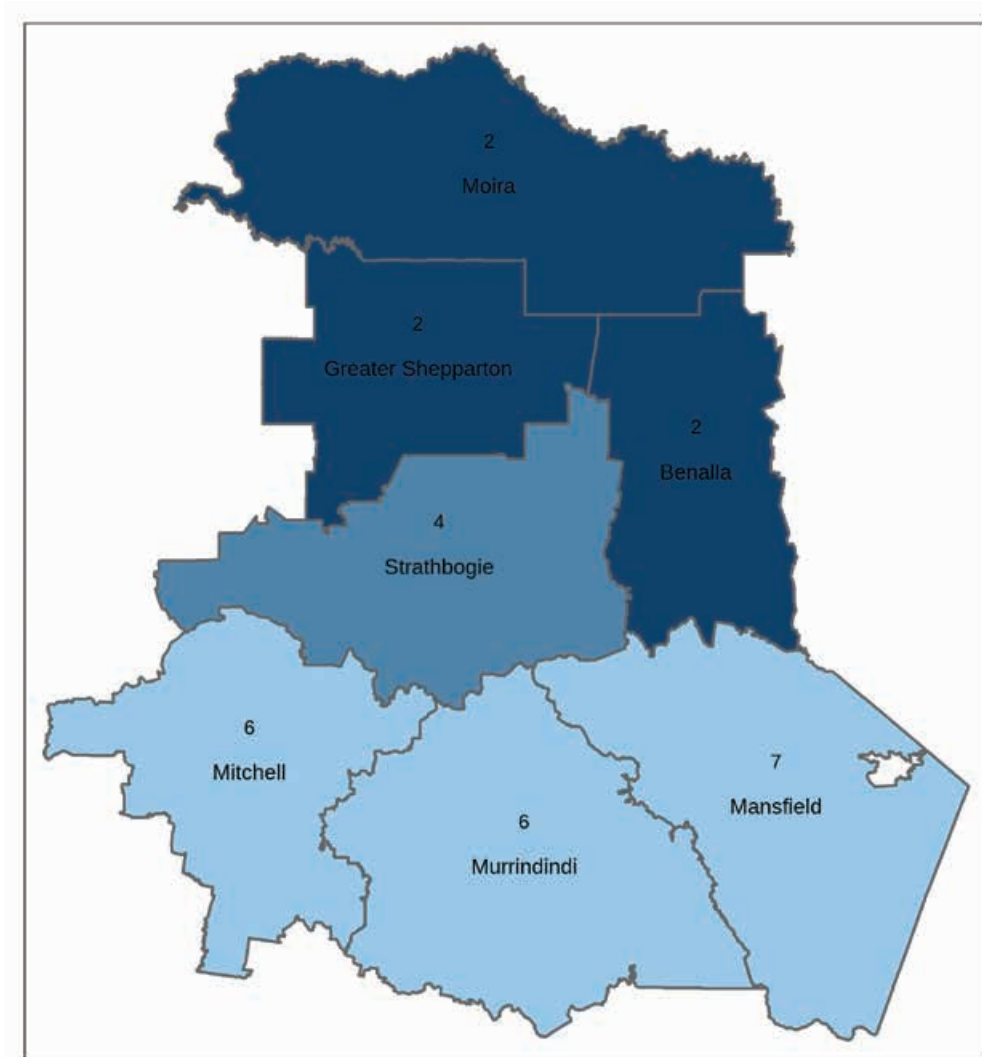 2
Moira
2
Greater Shepparton
2
Benalla
4
Strathbogie
6
Mitchell
7
Mansfield
6
Murrindindi